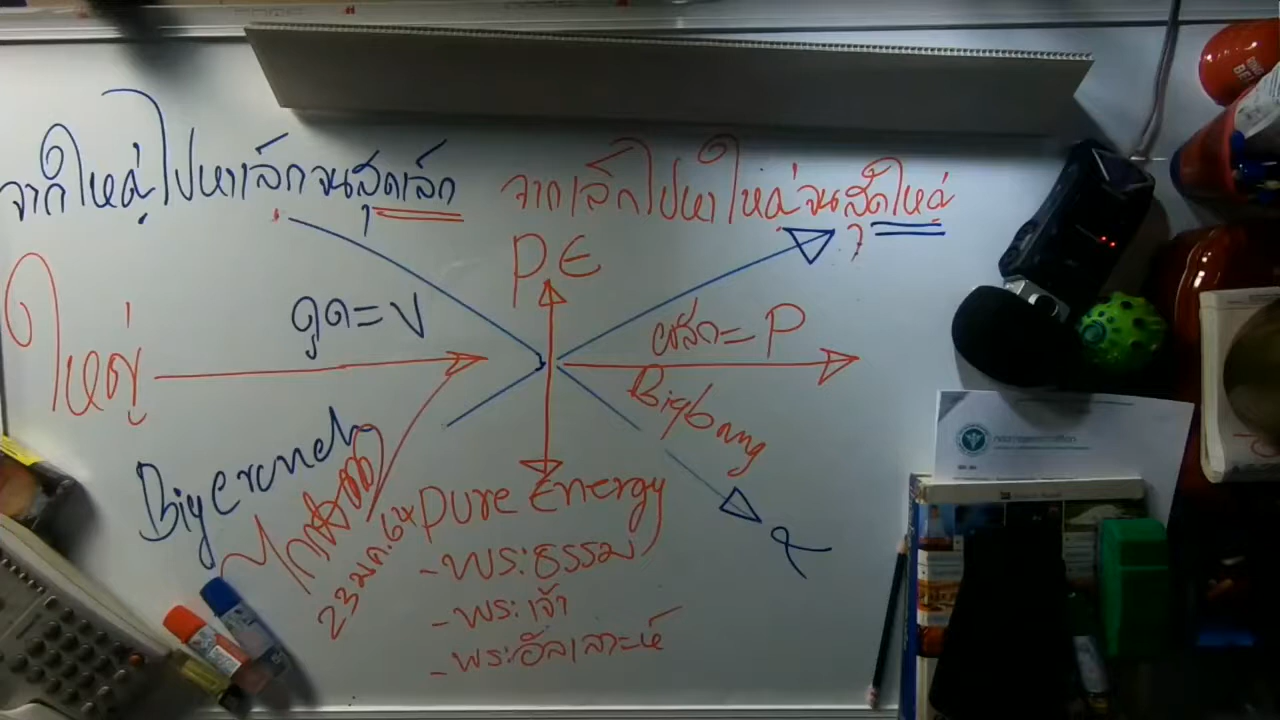 จากใหญ่ไปหาเล็กจนสุดเล็ก
จากเล็กไปหาใหญ่จนสุดใหญ่
PE
ใหญ่
ดูด=V
ผลัก=P
Bigbang
Bigcrunch
23 ม.ค.64
Pure Energy
-พระธรรม
-พระเจ้า
-พระอัลเลาะห์